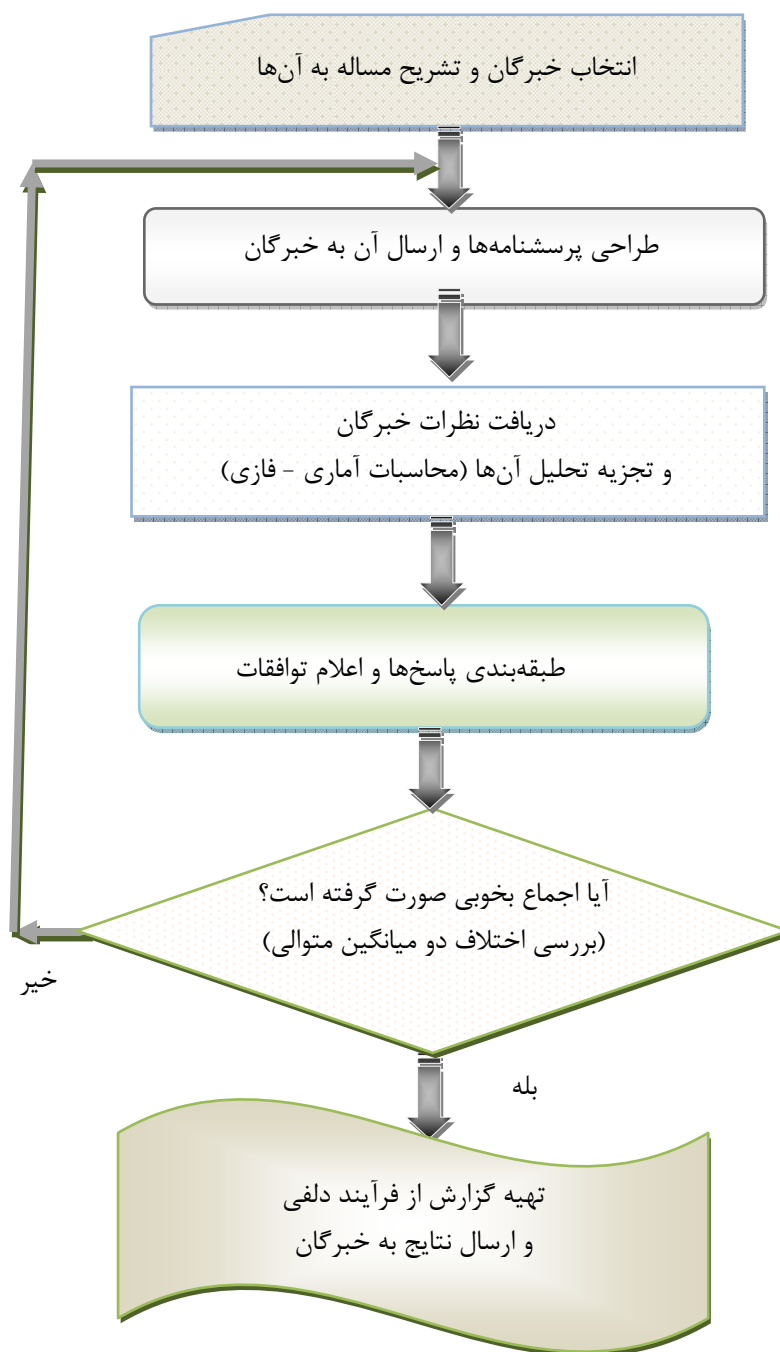 انتخاب خبرگان و تشریح مساله به آن‌ها
طراحی پرسشنامه‌ها و ارسال آن به خبرگان
دریافت نظرات خبرگان
و تجزیه تحلیل آن‌ها (محاسبات آماری - فازی)
طبقه‌بندی پاسخ‌ها و اعلام توافقات
آیا اجماع بخوبی صورت گرفته است؟
(بررسی اختلاف دو میانگین متوالی)
خیر
بله
تهیه گزارش از فرآیند دلفی
و ارسال نتایج به خبرگان